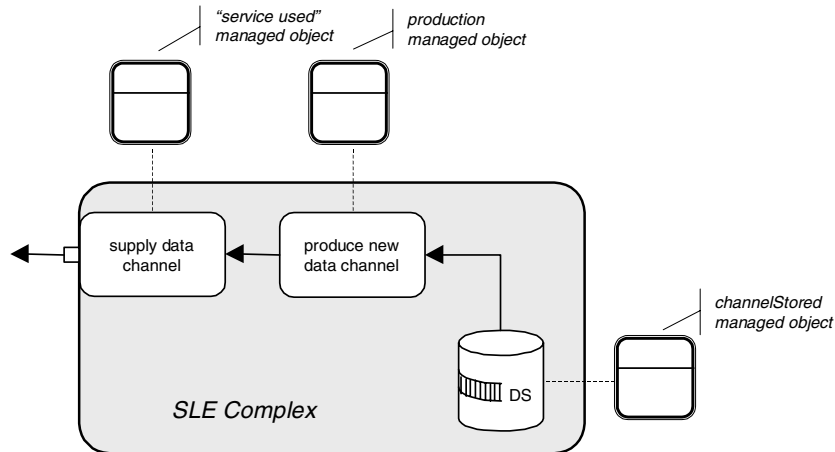 “service used”
managed object
production
managed object
supply data
channel
produce new
data channel
channelStored
managed object
DS
SLE Complex